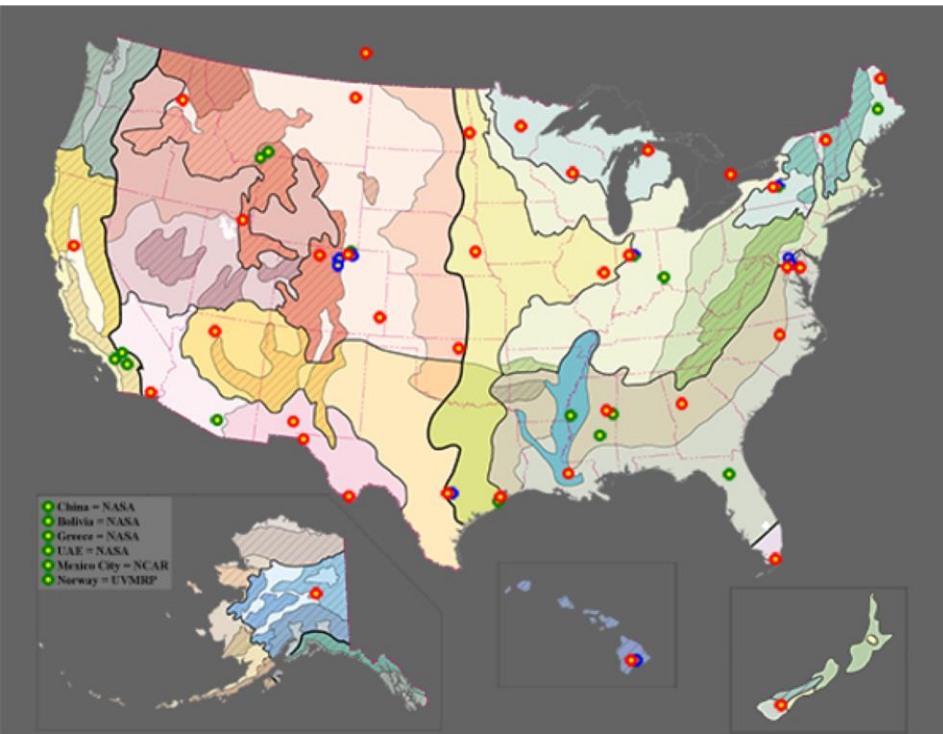 China = NASA
Bolivia = NASA
Greece = NASA
UAE = NASA
Mexico City = NCAR
Norway = UVMRP